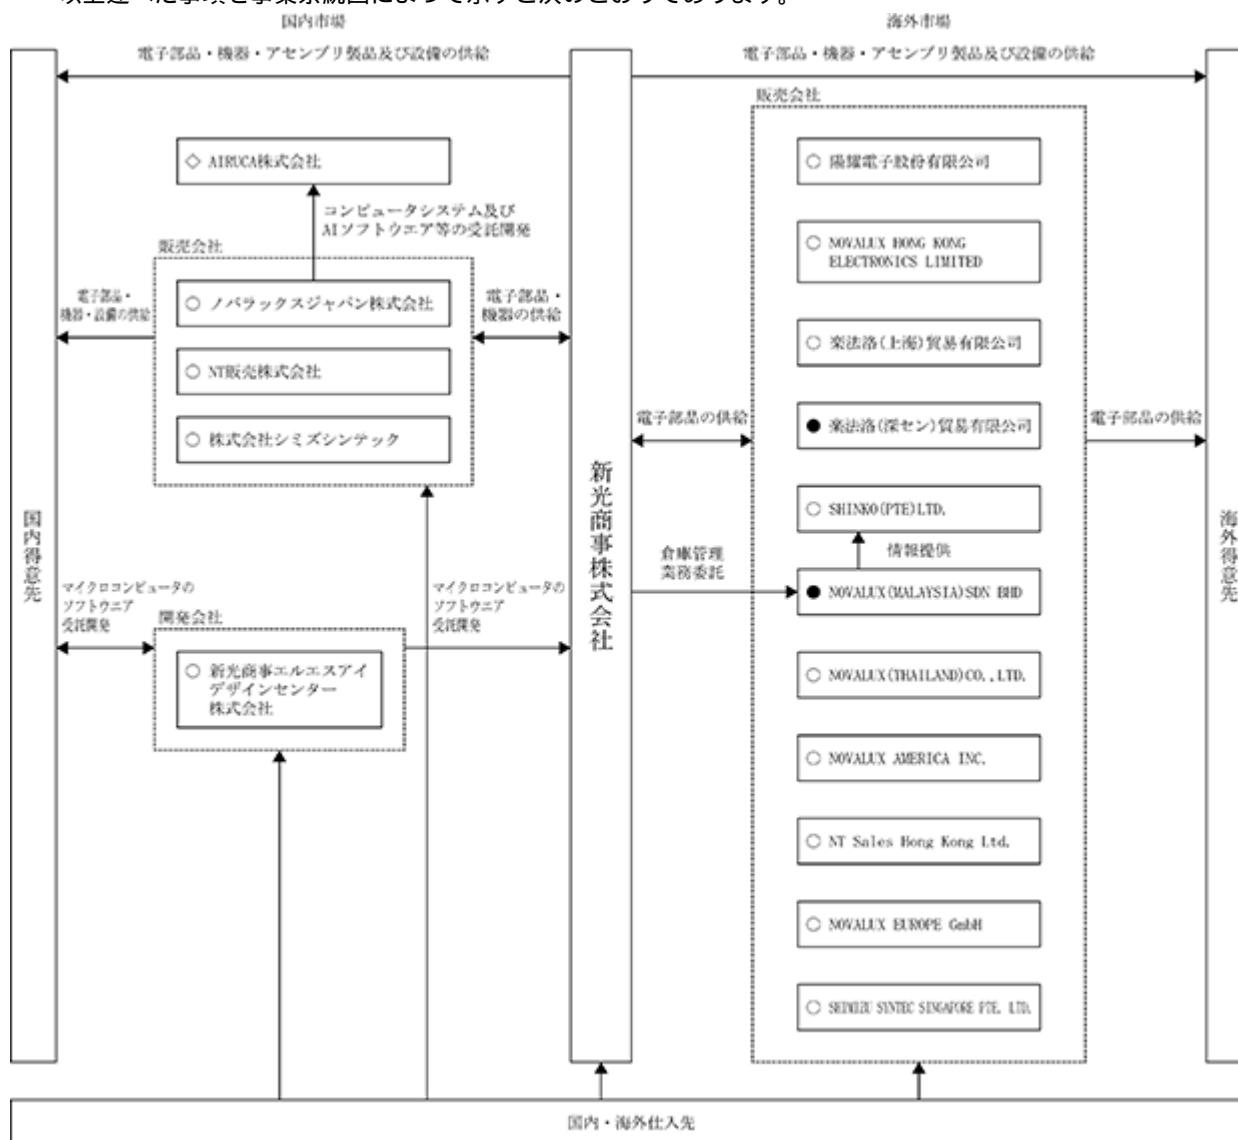 以上述べた事項を事業系統図によって示すと次のとおりであります。
国内市場
海外市場
電子部品・機器・アセンブリ製品及び設備の供給
電子部品・機器・アセンブリ製品及び設備の供給
販売会社
◇ AIRUCA株式会社
コンピュータシステム及び
AIソフトウエア等の受託開発
販売会社
電子部品・
機器・設備の供給
○ ノバラックスジャパン株式会社
電子部品・
機器の供給
○ NT販売株式会社
○ 株式会社シミズシンテック
国内得意先
マイクロコンピュータの
ソフトウエア
受託開発
開発会社
○ 新光商事エルエスアイ
デザインセンター
株式会社
マイクロコンピュータの
ソフトウエア
受託開発
新光商事株式会社
電子部品の供給
倉庫管理
業務委託
○ 陽耀電子股份有限公司
○ NOVALUX HONG KONG
ELECTRONICS LIMITED
○ 楽法洛(上海)貿易有限公司
● 楽法洛(深セン)貿易有限公司
○ SHINKO(PTE)LTD.
情報提供
● NOVALUX(MALAYSIA)SDN BHD
○ NOVALUX(THAILAND)CO.,LTD.
○ NOVALUX AMERICA INC.
○ NT Sales Hong Kong Ltd.
○ NOVALUX EUROPE GmbH
○ SHIMIZU SYNTEC SINGAPORE PTE. LTD.
電子部品の供給
海外得意先
国内・海外仕入先